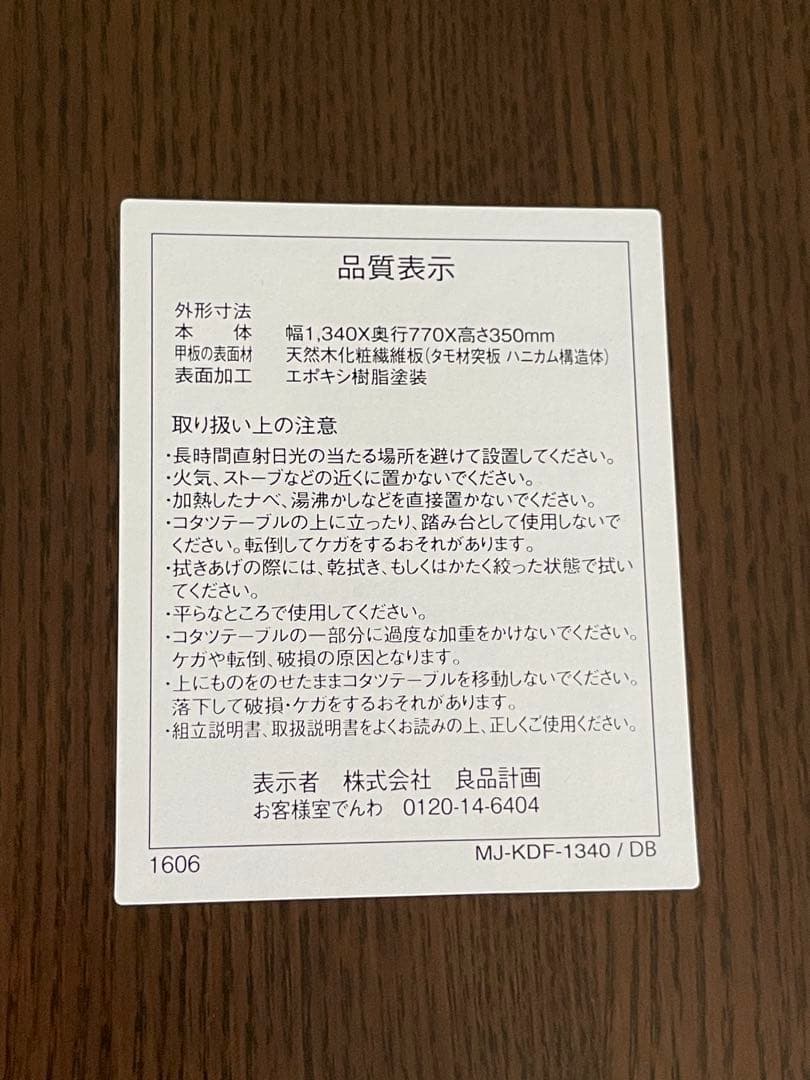 品質表示
外形寸法
本　　体　幅1,340X奥行770X高さ350mm
甲板の表面材　天然木化粧繊維板(タモ材突板 ハニカム構造体)
表面加工　エポキシ樹脂塗装
取り扱い上の注意
・長時間直射日光の当たる場所を避けて設置してください。
・火気、ストーブなどの近くに置かないでください。
・加熱したナベ、湯沸かしなどを直接置かないでください。
・コタツテーブルの上に立ったり、踏み台として使用しないで
ください。転倒してケガをするおそれがあります。
・拭きあげの際には、乾拭き、もしくはかたく絞った状態で拭い
てください。
・平らなところで使用してください。
・コタツテーブルの一部分に過度な加重をかけないでください。
ケガや転倒、破損の原因となります。
・上にものをのせたままコタツテーブルを移動しないでください。
落下して破損・ケガをするおそれがあります。
・組立説明書、取扱説明書をよくお読みの上、正しくご使用ください。
表示者　株式会社　良品計画
お客様室でんわ　0120-14-6404
1606
MJ-KDF-1340 / DB